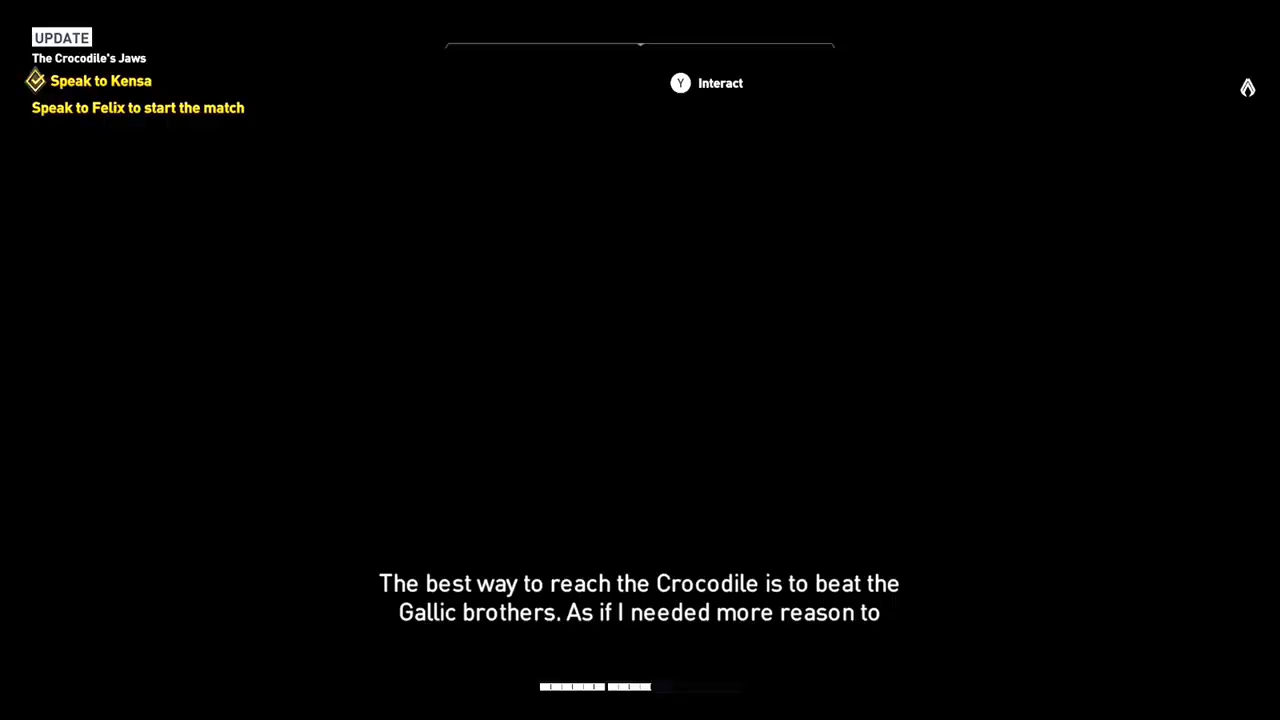 UPDATE
The Crocodile's Jaws
Speak to Kensa
Speak to Felix to start the match
Y Interact
The best way to reach the Crocodile is to beat the
Gallic brothers. As if I needed more reason to